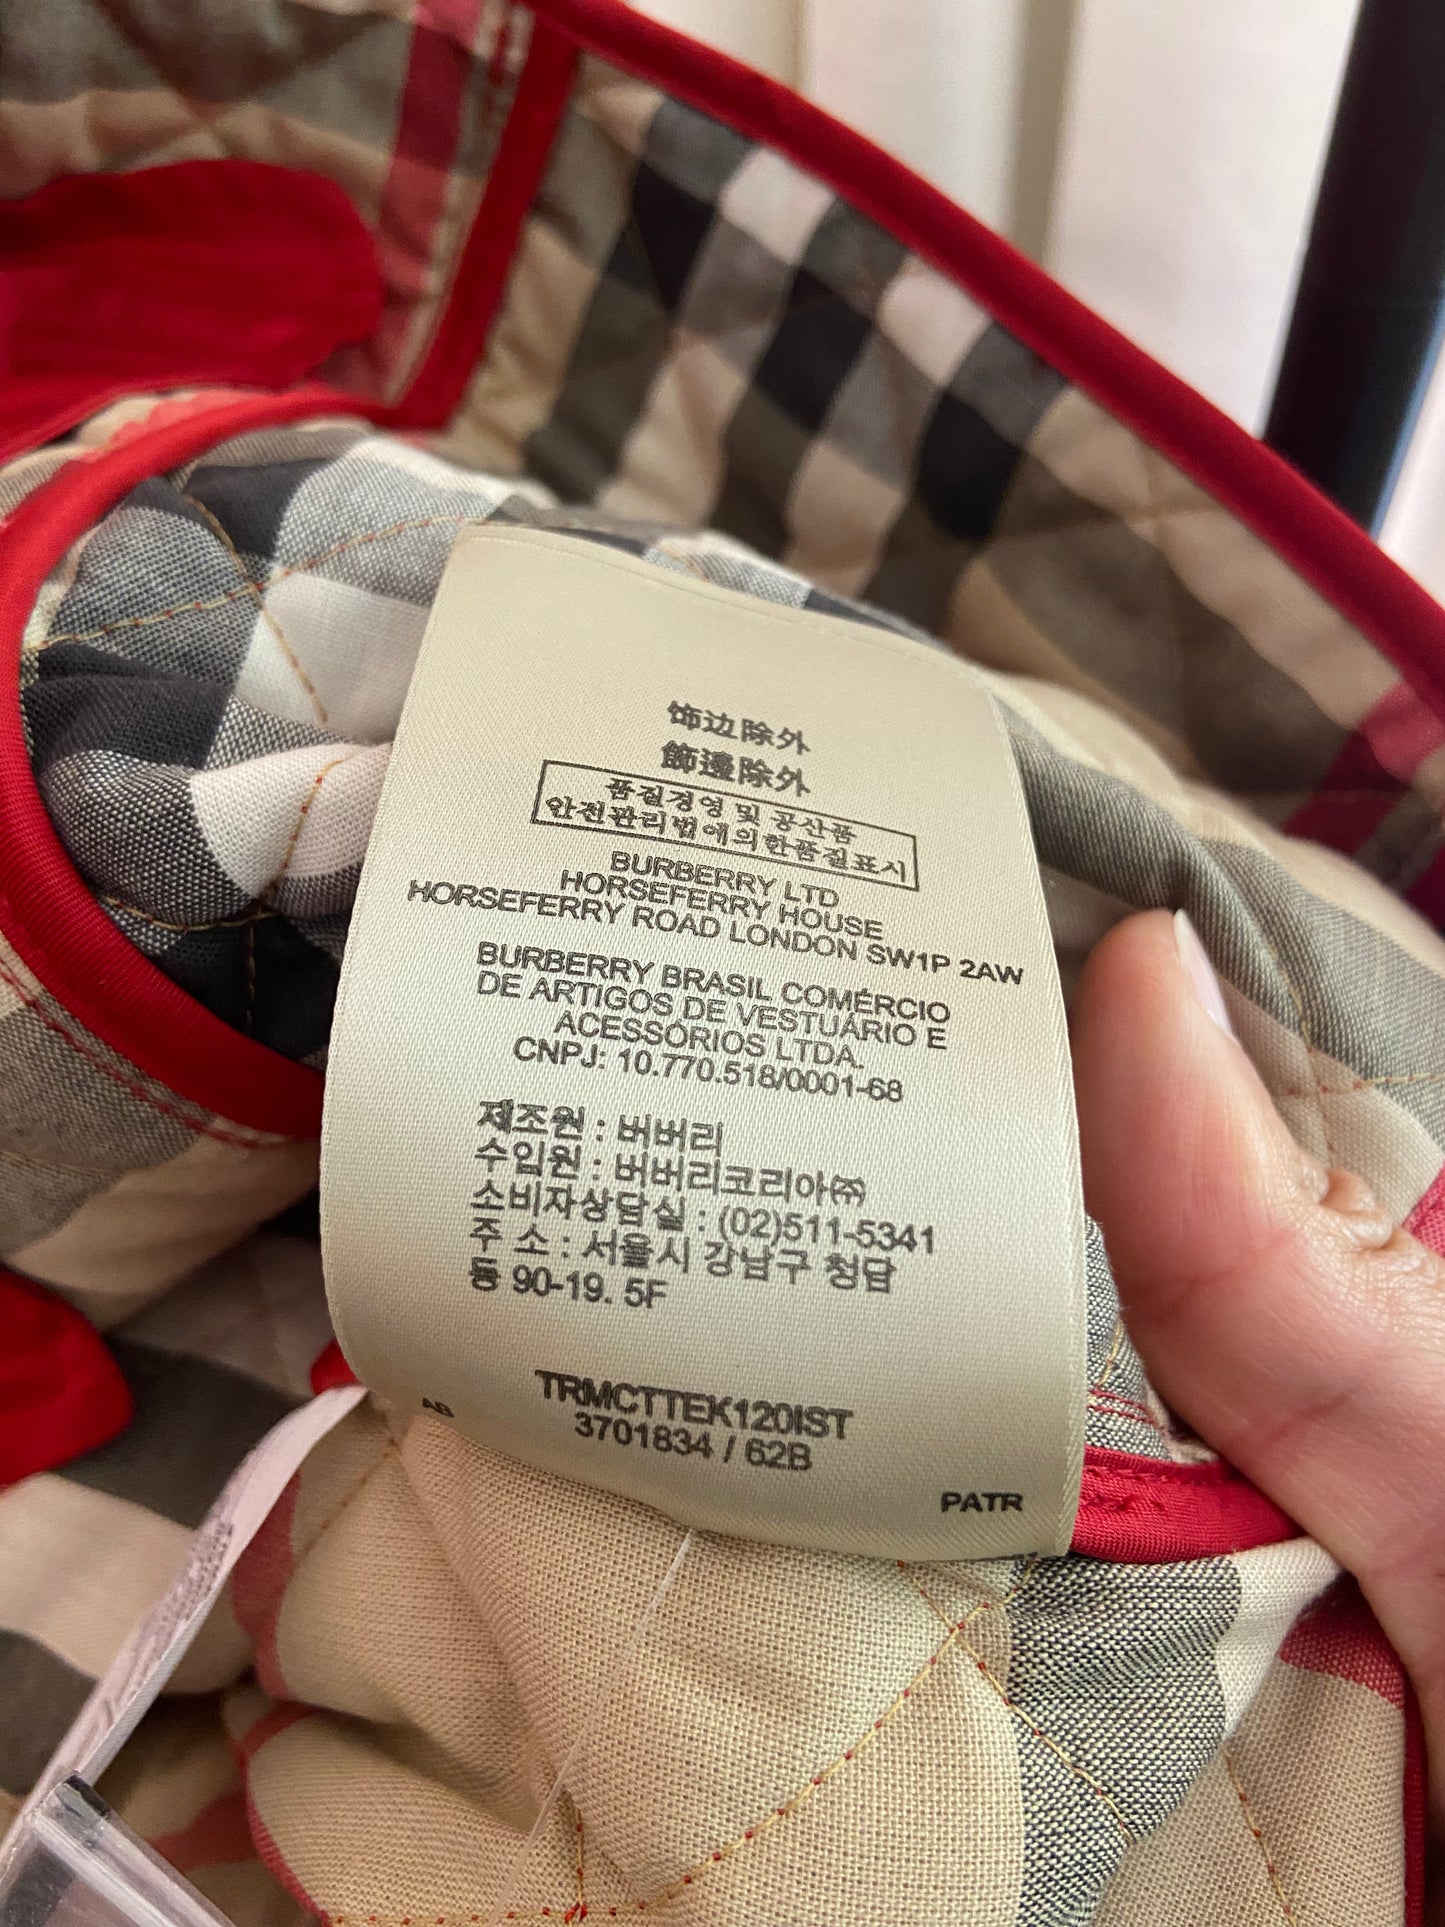 饰边除外
飾邊除外
품질경영 및 공산품
안전관리법에의한품질표시
BURBERRY LTD
HORSEFERRY HOUSE
HORSEFERRY ROAD LONDON SW1P 2AW
BURBERRY BRASIL COMÉRCIO
DE ARTIGOS DE VESTUÁRIO E
ACESSÓRIOS LTDA.
CNPJ: 10.770.518/0001-68
제조원 : 버버리
수입원 : 버버리코리아㈜
소비자상담실 : (02)511-5341
주 소 : 서울시 강남구 청담
동 90-19. 5F
TRMCTTEK120IST
AB
3701834 / 62B
PATR